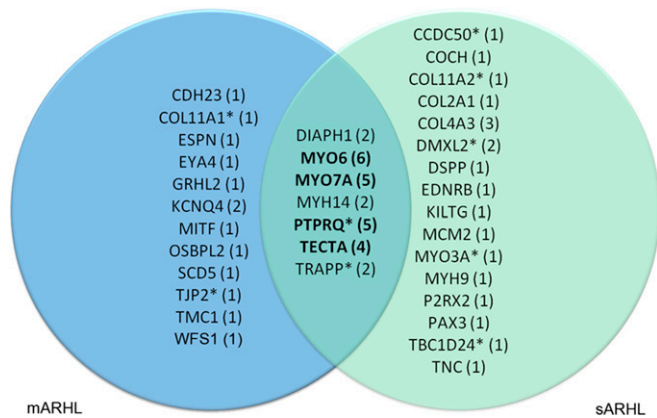 CDH23 (1)
COL11A1* (1)
ESPN (1)
EYA4 (1)
GRHL2 (1)
KCNQ4 (2)
MITF (1)
OSBPL2 (1)
SCD5 (1)
TJP2* (1)
TMC1 (1)
WFS1 (1)
DIAPH1 (2)
MYO6 (6)
MYO7A (5)
MYH14 (2)
PTPRQ* (5)
TECTA (4)
TRAPP* (2)
CCDC50* (1)
COCH (1)
COL11A2* (1)
COL2A1 (1)
COL4A3 (3)
DMXL2* (2)
DSPP (1)
EDNRB (1)
KILTG (1)
MCM2 (1)
MYO3A* (1)
MYH9 (1)
P2RX2 (1)
PAX3 (1)
TBC1D24* (1)
TNC (1)
mARHL
sARHL